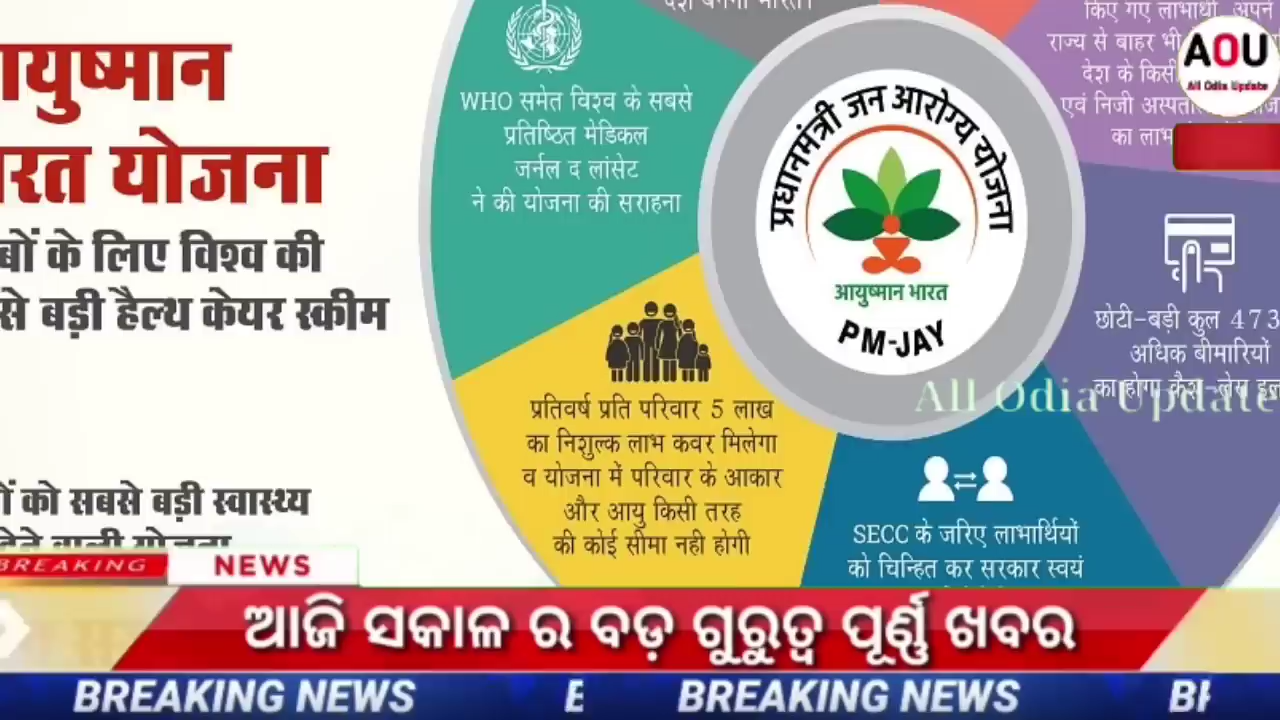 आयुष्मान
भारत योजना
के लिए विश्व की
बड़ी हैल्थ केयर स्कीम
को सबसे बड़ी स्वास्थ्य
WHO समेत विश्व के सबसे
प्रतिष्ठित मेडिकल
जर्नल द लांसेट
ने की योजना की सराहना
प्रतिवर्ष प्रति परिवार 5 लाख
का निशुल्क लाभ कवर मिलेगा
व योजना में परिवार के आकार
और आयु किसी तरह
की कोई सीमा नही होगी
प्रधानमंत्री जन आरोग्य योजना
आयुष्मान भारत
PM-JAY
किए गए लाभार्थी, अपने
राज्य से बाहर भी
देश के किसी
एवं निजी
का लाभ
AOU
All Odia Update
छोटी-बड़ी कुल 473
अधिक बीमारियों
का होगा कैश-लेस
All Odia Update
SECC के जरिए लाभार्थियों
को चिन्हित कर सरकार स्वयं
BREAKING
NEWS
ଆଜି ସକାଳ ର ବଡ଼ ଗୁରୁତ୍ୱ ପୂର୍ଣ୍ଣ ଖବର
BREAKING NEWS BREAKING NEWS